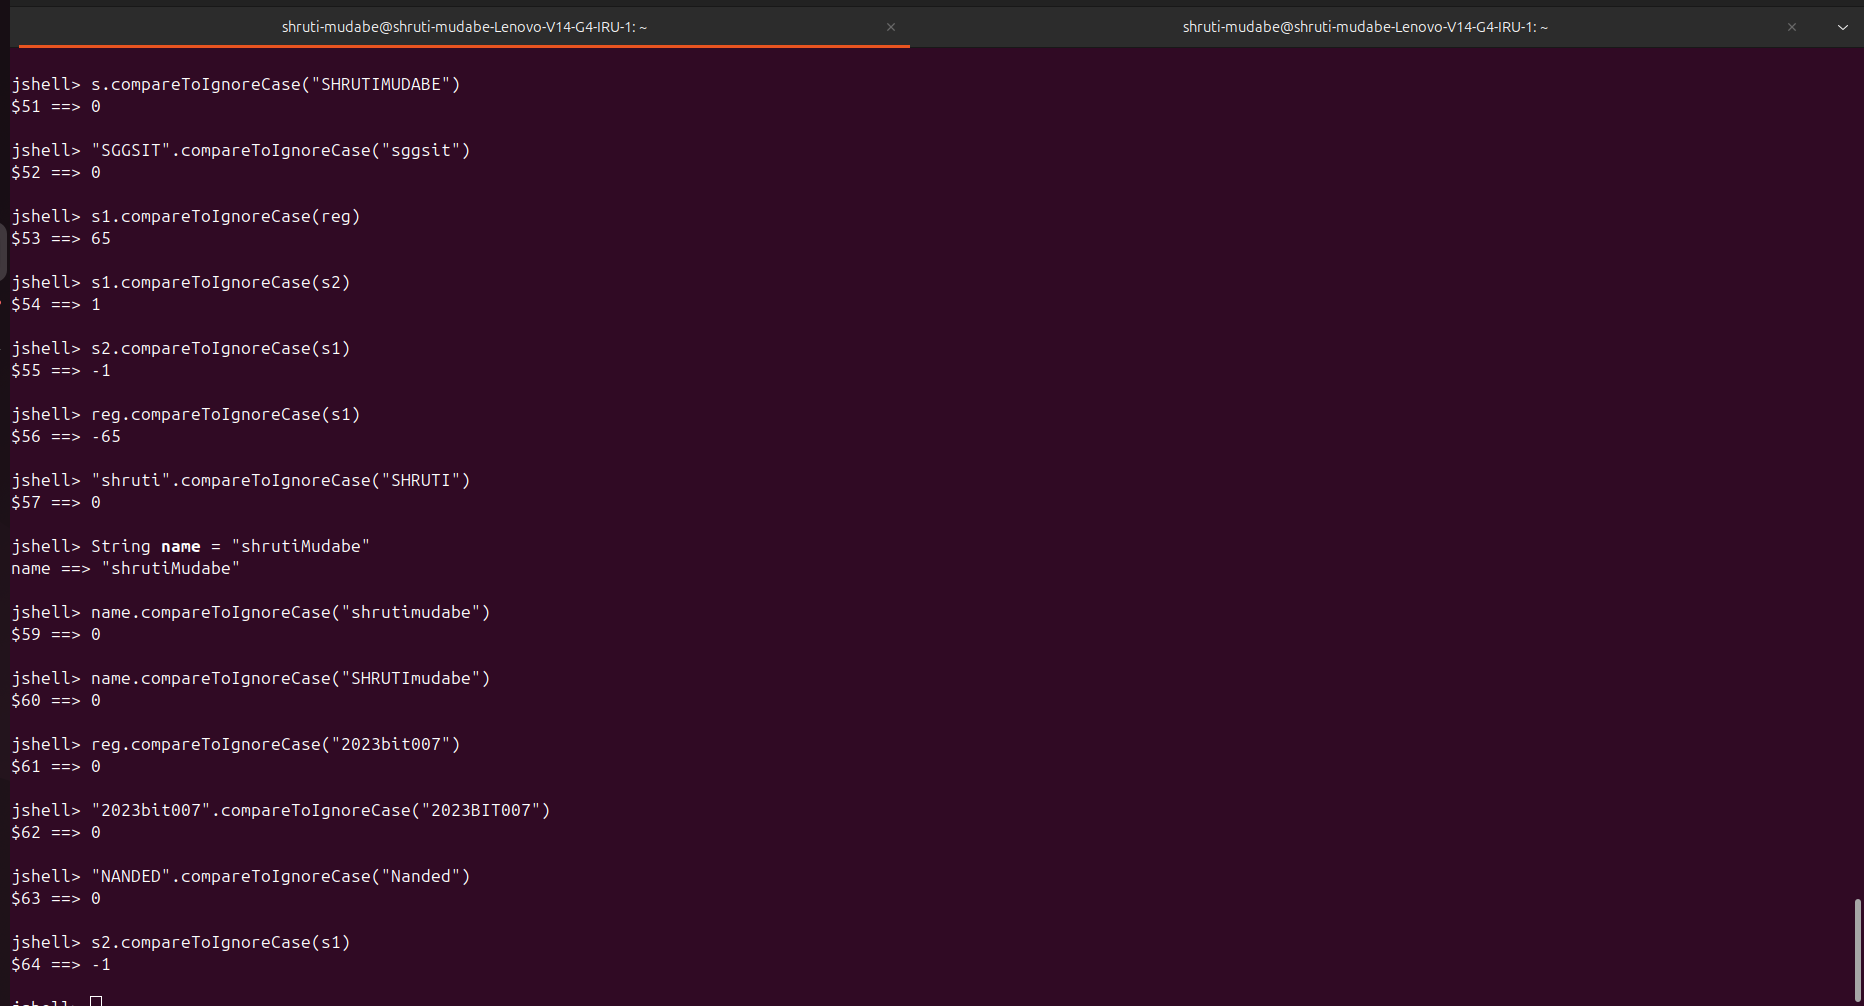 shruti-mudabe@shruti-mudabe-Lenovo-V14-G4-IRU-1: ~
shruti-mudabe@shruti-mudabe-Lenovo-V14-G4-IRU-1: ~
jshell> s.compareToIgnoreCase("SHRUTIMUDABE")
$51 ==> 0
jshell> "SGGSIT".compareToIgnoreCase("sggsit")
$52 ==> 0
jshell> s1.compareToIgnoreCase(reg)
$53 ==> 65
jshell> s1.compareToIgnoreCase(s2)
$54 ==> 1
jshell> s2.compareToIgnoreCase(s1)
$55 ==> -1
jshell> reg.compareToIgnoreCase(s1)
$56 ==> -65
jshell> "shruti".compareToIgnoreCase("SHRUTI")
$57 ==> 0
jshell> String name = "shrutiMudabe"
name ==> "shrutiMudabe"
jshell> name.compareToIgnoreCase("shrutimudabe")
$59 ==> 0
jshell> name.compareToIgnoreCase("SHRUTImudabe")
$60 ==> 0
jshell> reg.compareToIgnoreCase("2023bit007")
$61 ==> 0
jshell> "2023bit007".compareToIgnoreCase("2023BIT007")
$62 ==> 0
jshell> "NANDED".compareToIgnoreCase("Nanded")
$63 ==> 0
jshell> s2.compareToIgnoreCase(s1)
$64 ==> -1
jshell>